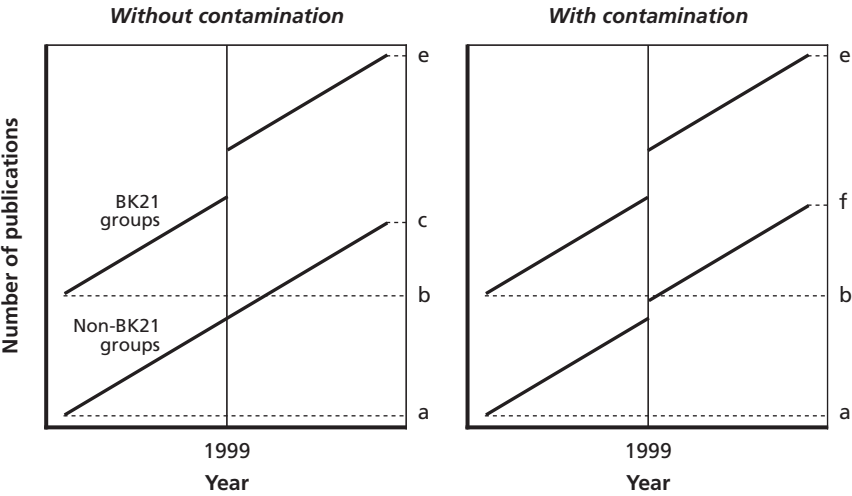 Without contamination
With contamination
Number of publications
BK21
groups
Non-BK21
groups
e
c
b
a
1999
Year
e
f
b
a
1999
Year